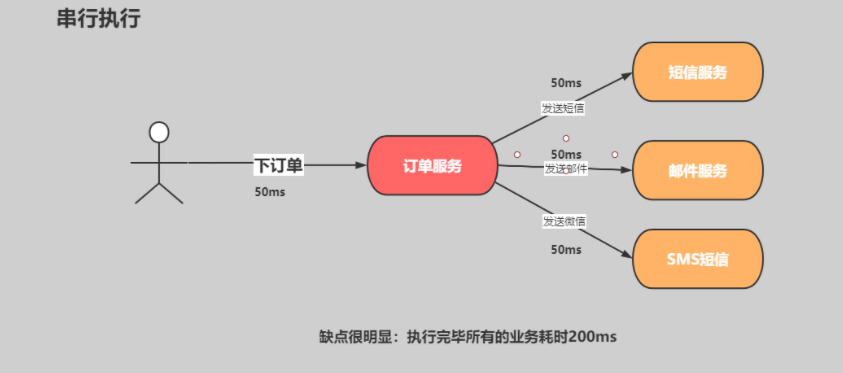 串行执行
50ms
短信服务
发送短信
下订单
50ms
订单服务
50ms
发送邮件
邮件服务
发送微信
50ms
SMS短信
缺点很明显：执行完毕所有的业务耗时200ms